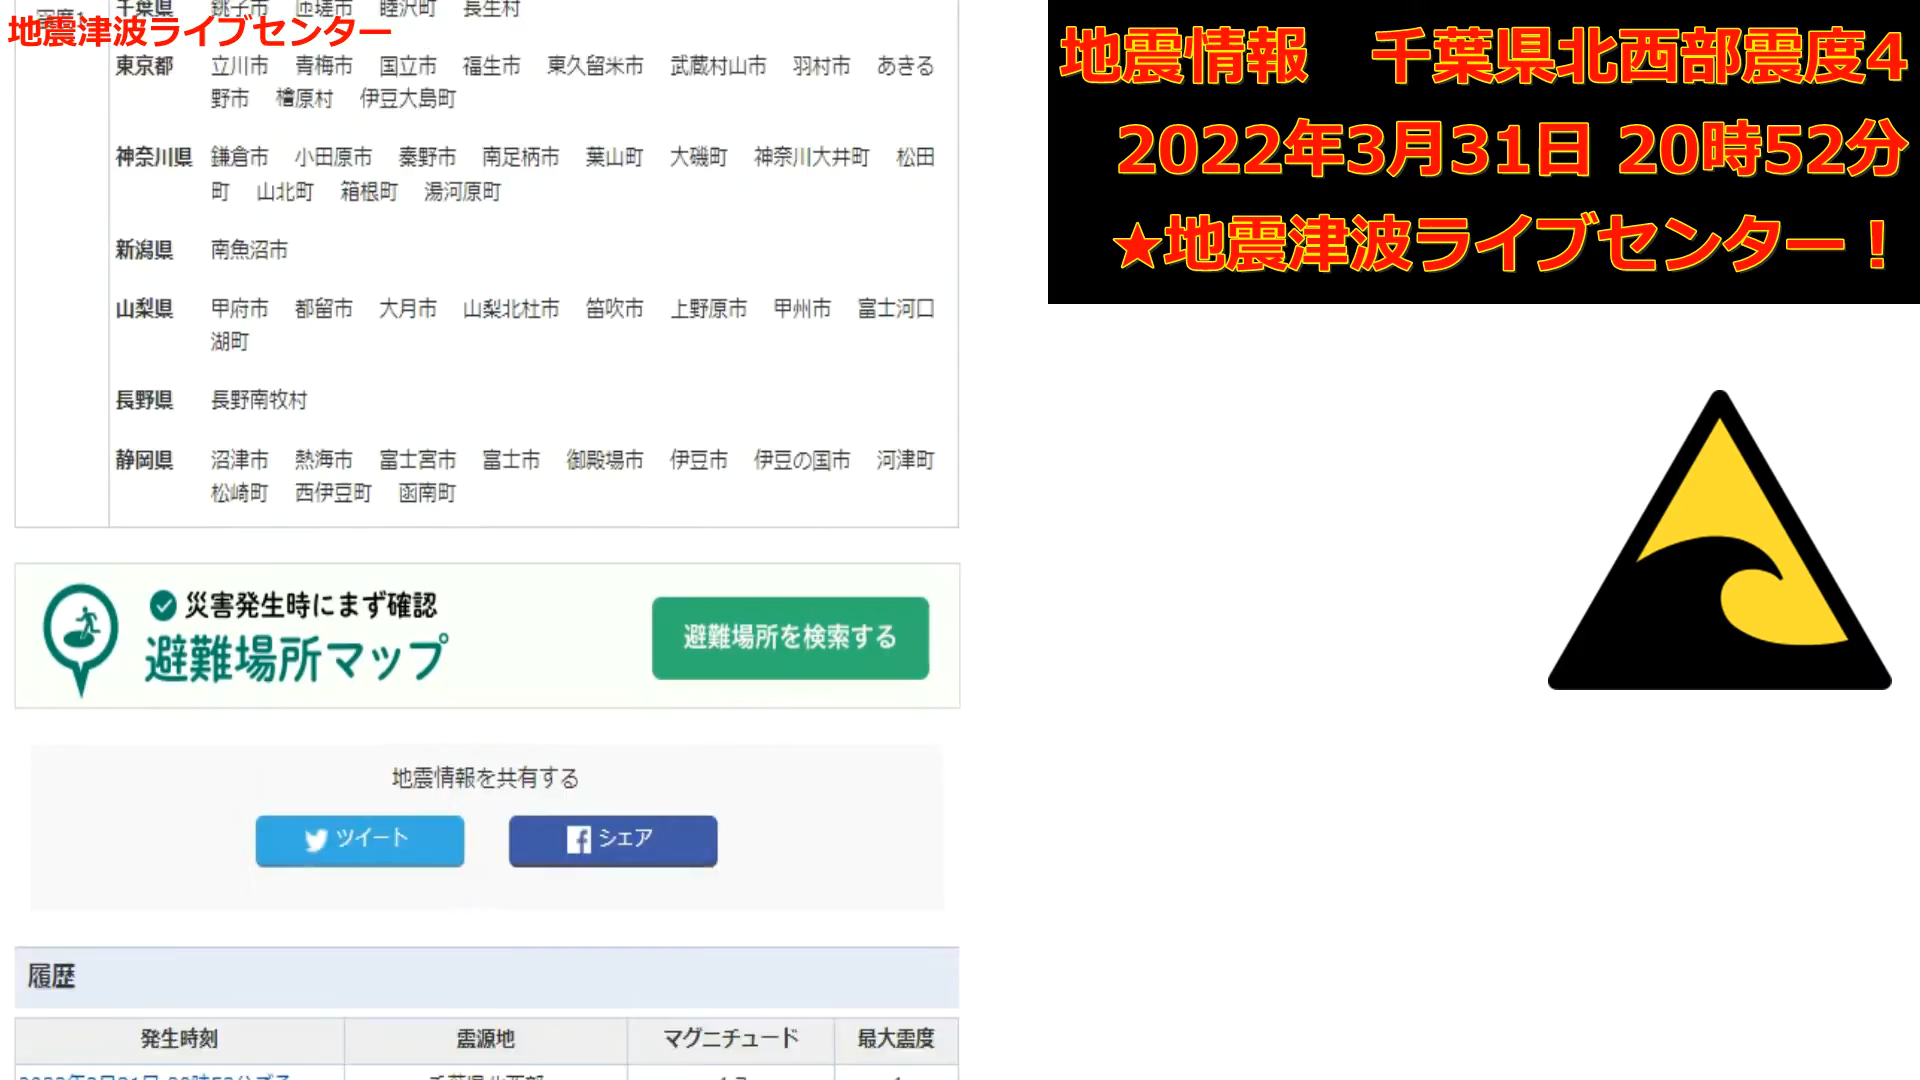 千葉県 銚子市 匝瑳市 睦沢町 長生村
地震津波ライブセンター
東京都 立川市 青梅市 国立市 福生市 東久留米市 武蔵村山市 羽村市 あきる
野市 檜原村 伊豆大島町
神奈川県 鎌倉市 小田原市 秦野市 南足柄市 葉山町 大磯町 神奈川大井町 松田
町 山北町 箱根町 湯河原町
新潟県 南魚沼市
山梨県 甲府市 都留市 大月市 山梨北杜市 笛吹市 上野原市 甲州市 富士河口
湖町
長野県 長野南牧村
静岡県 沼津市 熱海市 富士宮市 富士市 御殿場市 伊豆市 伊豆の国市 河津町
松崎町 西伊豆町 函南町
災害発生時にまず確認
避難場所マップ
避難場所を検索する
地震情報を共有する
ツイート
シェア
履歴
発生時刻 震源地 マグニチュード 最大震度
地震情報 千葉県北西部震度4
2022年3月31日 20時52分
★地震津波ライブセンター！